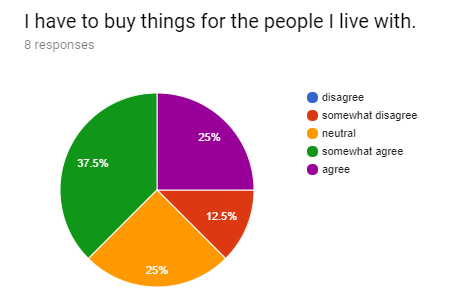 I have to buy things for the people I live with.
8 responses
25%
37.5%
12.5%
25%
disagree
somewhat disagree
neutral
somewhat agree
agree